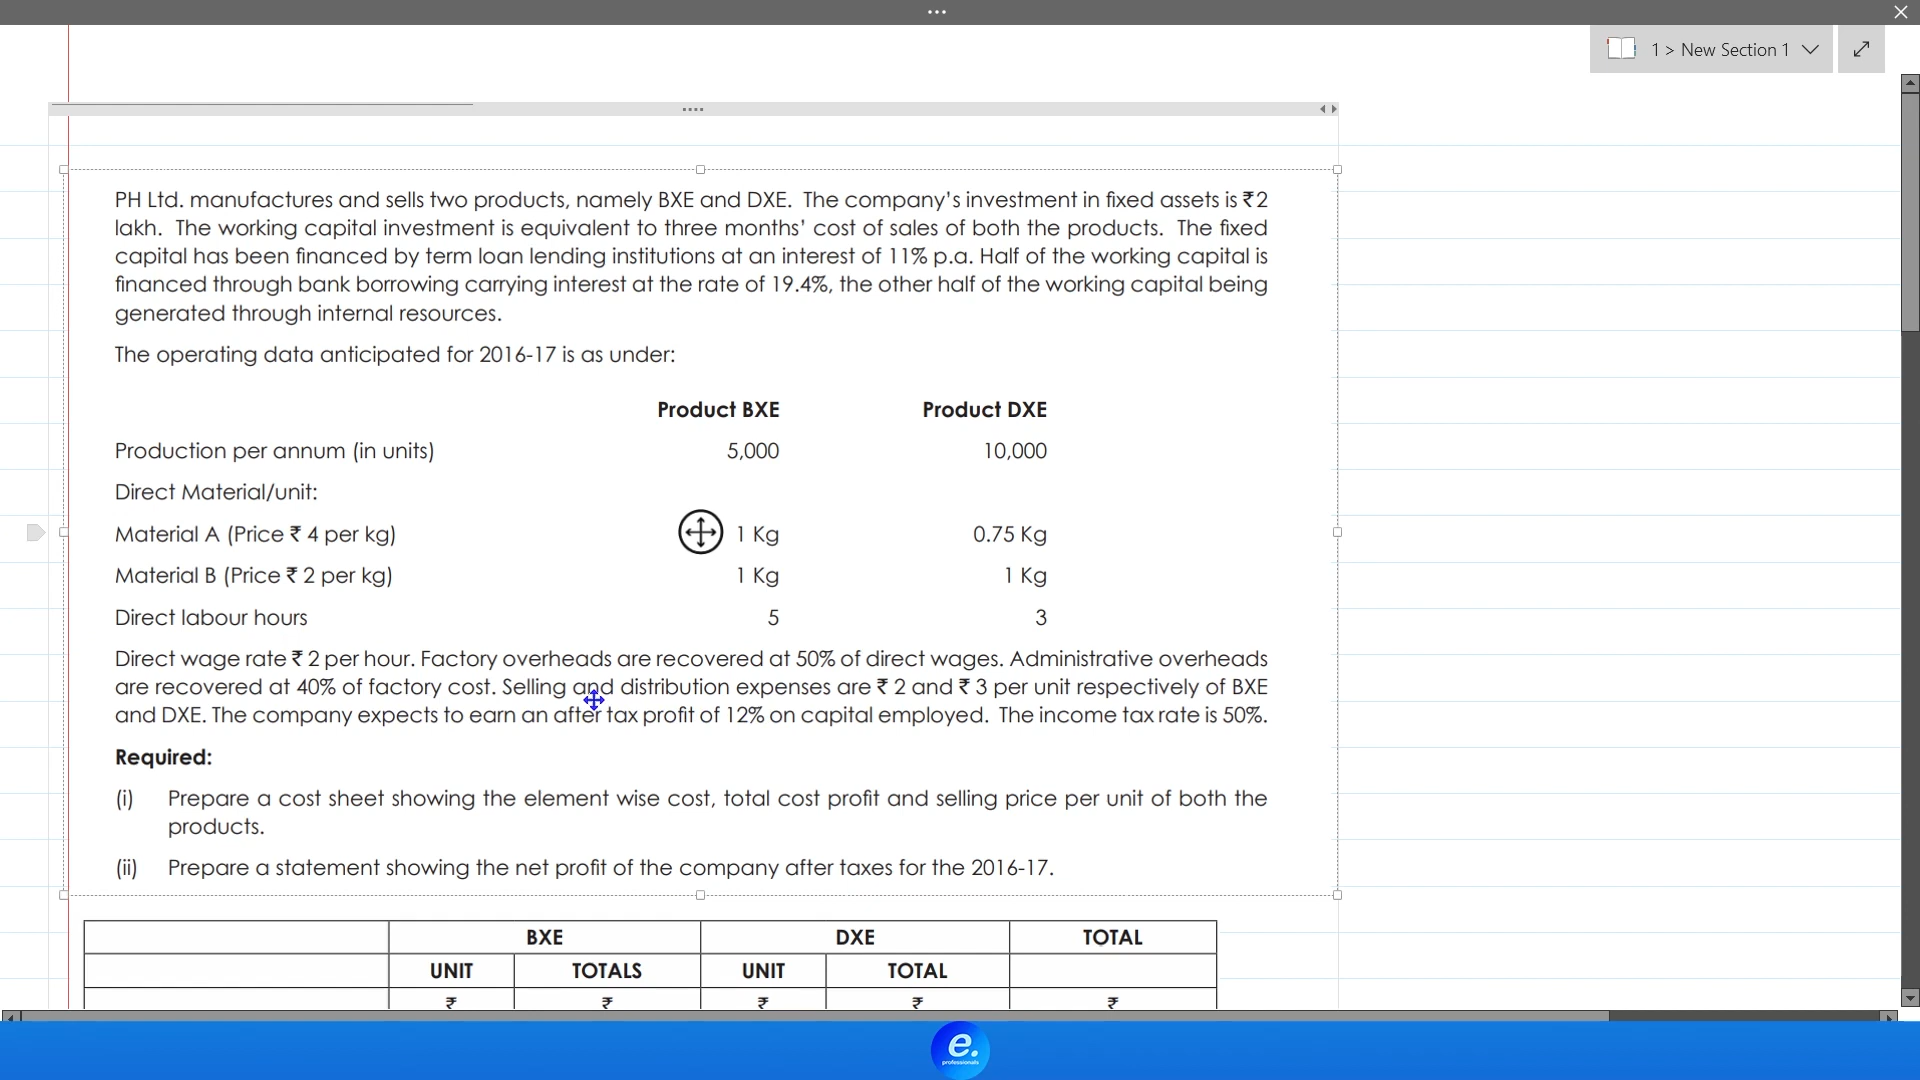 1 > New Section 1
PH Ltd. manufactures and sells two products, namely BXE and DXE. The company's investment in fixed assets is ₹2
lakh. The working capital investment is equivalent to three months' cost of sales of both the products. The fixed
capital has been financed by term loan lending institutions at an interest of 11% p.a. Half of the working capital is
financed through bank borrowing carrying interest at the rate of 19.4%, the other half of the working capital being
generated through internal resources.
The operating data anticipated for 2016-17 is as under:
Product BXE Product DXE
Production per annum (in units) 5,000 10,000
Direct Material/unit:
Material A (Price ₹ 4 per kg) 1 Kg 0.75 Kg
Material B (Price ₹ 2 per kg) 1 Kg 1 Kg
Direct labour hours 5 3
Direct wage rate ₹ 2 per hour. Factory overheads are recovered at 50% of direct wages. Administrative overheads
are recovered at 40% of factory cost. Selling and distribution expenses are ₹ 2 and ₹ 3 per unit respectively of BXE
and DXE. The company expects to earn an after tax profit of 12% on capital employed. The income tax rate is 50%.
Required:
(i) Prepare a cost sheet showing the element wise cost, total cost profit and selling price per unit of both the
products.
(ii) Prepare a statement showing the net profit of the company after taxes for the 2016-17.
BXE DXE TOTAL
UNIT TOTALS UNIT TOTAL
₹ ₹ ₹ ₹ ₹
e.
professionals